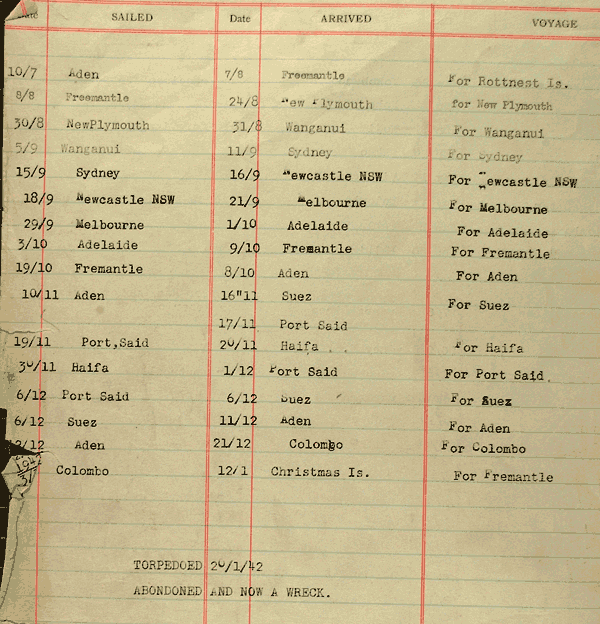 Date SAILED Date ARRIVED VOYAGE
10/7 Aden 7/8 Freemantle For Rottnest Is.
8/8 Freemantle 24/8 New Plymouth for New Plymouth
30/8 NewPlymouth 31/8 Wanganui For Wanganui
5/9 Wanganui 11/9 Sydney For Sydney
15/9 Sydney 16/9 Newcastle NSW For Newcastle NSW
18/9 Newcastle NSW 21/9 Melbourne For Melbourne
29/9 Melbourne 1/10 Adelaide For Adelaide
3/10 Adelaide 9/10 Fremantle For Fremantle
19/10 Fremantle 8/10 Aden For Aden
10/11 Aden 16"11 Suez For Suez
17/11 Port Said
19/11 Port,Said 20/11 Haifa . . For Haifa
30/11 Haifa 1/12 Port Said For Port Said.
6/12 Port Said 6/12 Suez For Suez
6/12 Suez 11/12 Aden For Aden
2/12 Aden 21/12 Colombo For Colombo
1942
31 Colombo 12/1 Christmas Is. For Fremantle
TORPEDOED 20/1/42
ABONDONED AND NOW A WRECK.